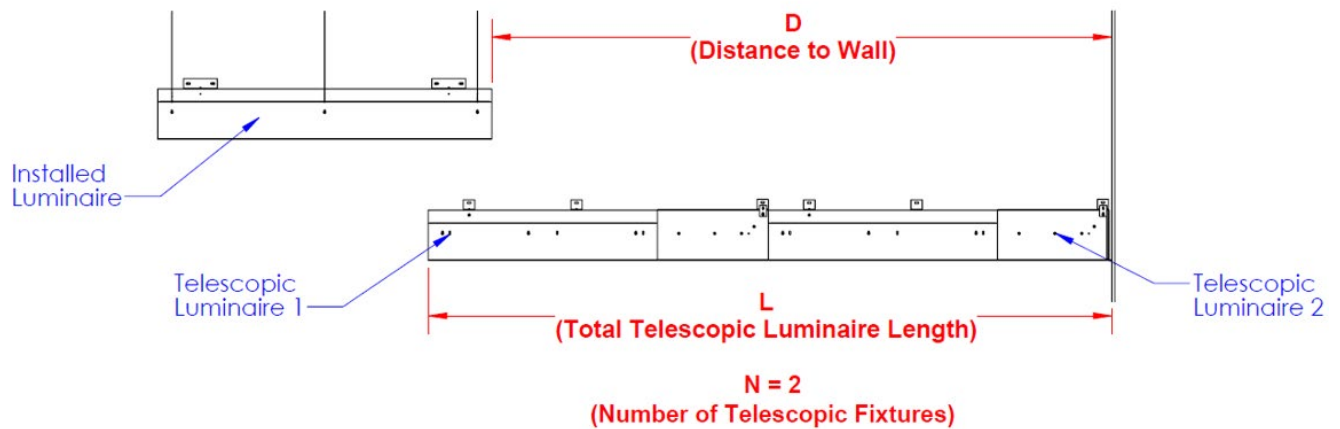 D
(Distance to Wall)
Installed
Luminaire
Telescopic
Luminaire 1
Telescopic
Luminaire 2
L
(Total Telescopic Luminaire Length)
N = 2
(Number of Telescopic Fixtures)